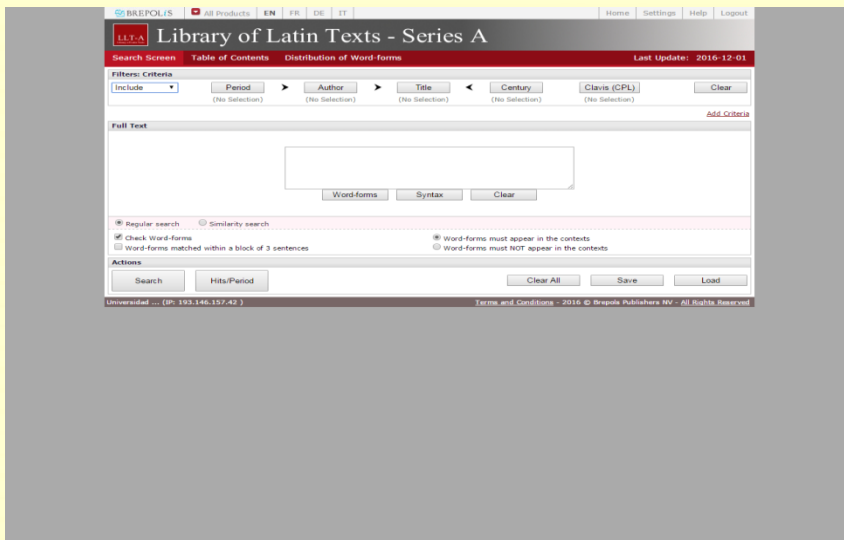 BREPOLiS All Products EN FR DE IT Home Settings Help Logout
LLT-A Library of Latin Texts - Series A
Search Screen Table of Contents Distribution of Word-forms Last Update: 2016-12-01
Filters: Criteria
Include Period Author Title Century Clavis (CPL) Clear
(No Selection) (No Selection) (No Selection) (No Selection) (No Selection)
Add Criteria
Full Text
Word-forms Syntax Clear
Regular search Similarity search
Check Word-forms Word-forms must appear in the contexts
Word-forms matched within a block of 3 sentences Word-forms must NOT appear in the contexts
Actions
Search Hits/Period Clear All Save Load
Universidad ... (IP: 193.146.157.42 ) Terms and Conditions - 2016 © Brepols Publishers NV - All Rights Reserved